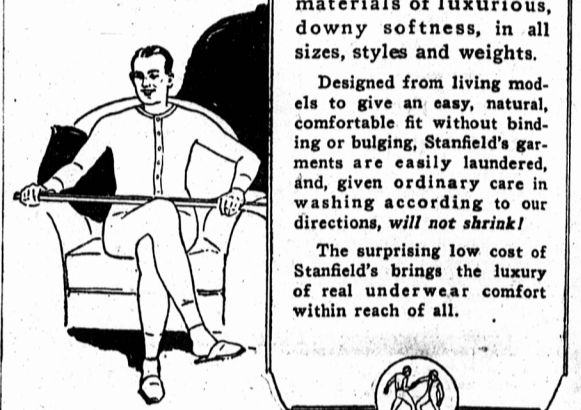 materials of luxurious,
downy softness, in all
sizes, styles and weights.
Designed from living mod-
els to give an easy, natural,
comfortable fit without bind-
ing or bulging, Stanfield's gar-
ments are easily laundered,
and, given ordinary care in
washing according to our
directions, will not shrink!
The surprising low cost of
Stanfield's brings the luxury
of real underwear comfort
within reach of all.